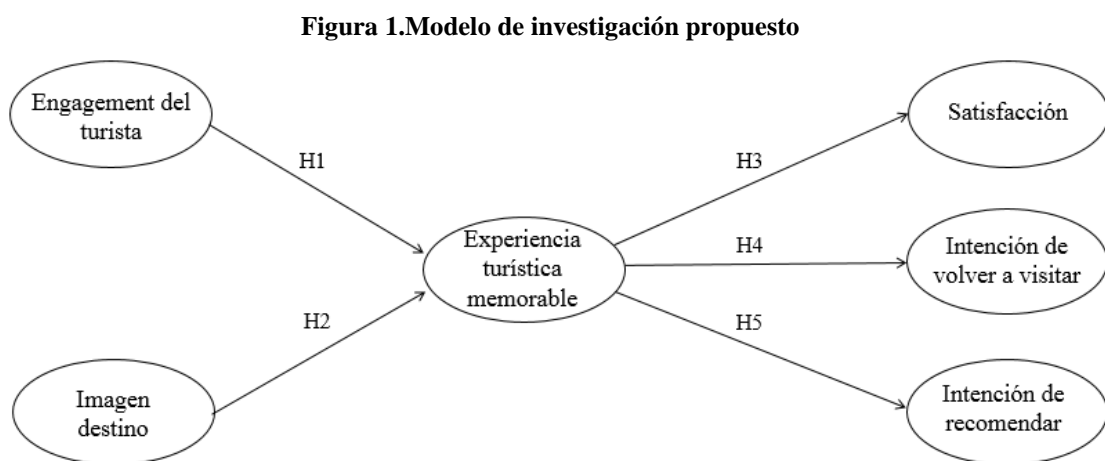 Figura 1.Modelo de investigación propuesto
Engagement del
turista
H1
Imagen
destino
H2
Experiencia
turística
memorable
H3
Satisfacción
H4
Intención de
volver a visitar
H5
Intención de
recomendar